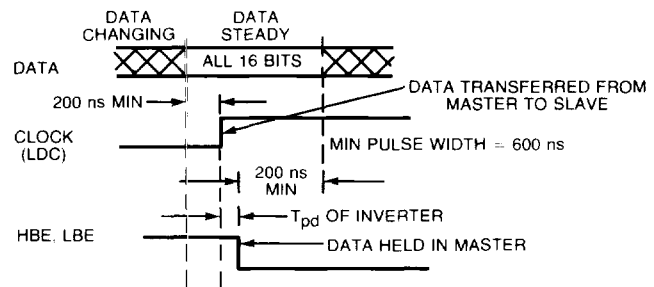 DATA CHANGING
DATA STEADY
DATA
ALL 16 BITS
200 ns MIN
DATA TRANSFERRED FROM
MASTER TO SLAVE
CLOCK
(LDC)
MIN PULSE WIDTH = 600 ns
200 ns
MIN
Tpd OF INVERTER
HBE, LBE
DATA HELD IN MASTER